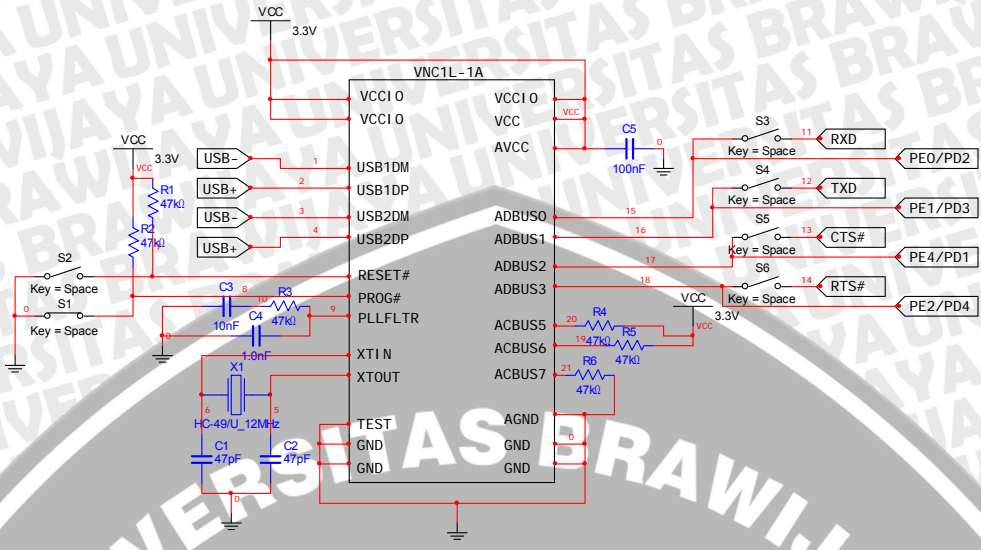 VCC
3.3V
VNC1L-1A
VCCIO
VCCIO
USB1DM
USB1DP
USB2DM
USB2DP
RESET#
PROG#
PLLFLTR
XTIN
XTOUT
TEST
GND
GND
VCCIO
VCC
AVCC
ADBUS0
ADBUS1
ADBUS2
ADBUS3
ACBUS5
ACBUS6
ACBUS7
AGND
GND
GND
VCC
3.3V
VCC
R1
47kΩ
R2
47kΩ
USB-
1
USB+
2
USB-
3
USB+
4
S2
Key = Space
0
S1
Key = Space
8
C3
10nF
10
R3
47kΩ
9
C4
1.0nF
0
X1
HC-49/U_12MHz
6
5
C1
47pF
C2
47pF
0
VCC
C5
100nF
0
15
16
17
18
S3
Key = Space
11
RXD
PE0/PD2
S4
Key = Space
12
TXD
PE1/PD3
S5
Key = Space
13
CTS#
PE4/PD1
S6
Key = Space
14
RTS#
PE2/PD4
VCC
3.3V
VCC
20
R4
47kΩ
19
R5
47kΩ
21
R6
47kΩ
0
UNIVERSITAS BRAWIJAYA
VERSITAS BRAWIJ